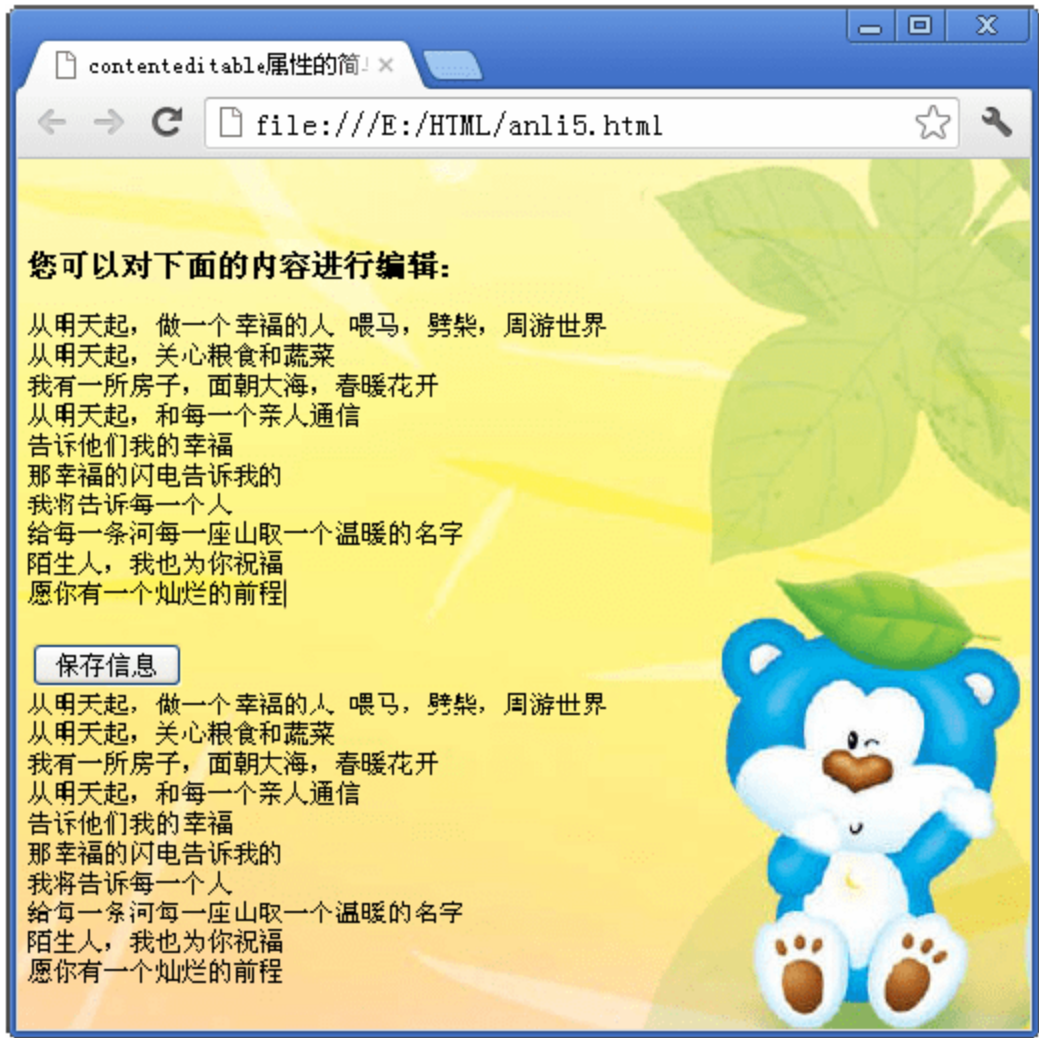 contenteditable属性的简
file:///E:/HTML/anli5.html
您可以对下面的内容进行编辑：
从明天起，做一个幸福的人 喂马，劈柴，周游世界
从明天起，关心粮食和蔬菜
我有一所房子，面朝大海，春暖花开
从明天起，和每一个亲人通信
告诉他们我的幸福
那幸福的闪电告诉我的
我将告诉每一个人
给每一条河每一座山取一个温暖的名字
陌生人，我也为你祝福
愿你有一个灿烂的前程
保存信息
从明天起，做一个幸福的人 喂马，劈柴，周游世界
从明天起，关心粮食和蔬菜
我有一所房子，面朝大海，春暖花开
从明天起，和每一个亲人通信
告诉他们我的幸福
那幸福的闪电告诉我的
我将告诉每一个人
给每一条河每一座山取一个温暖的名字
陌生人，我也为你祝福
愿你有一个灿烂的前程